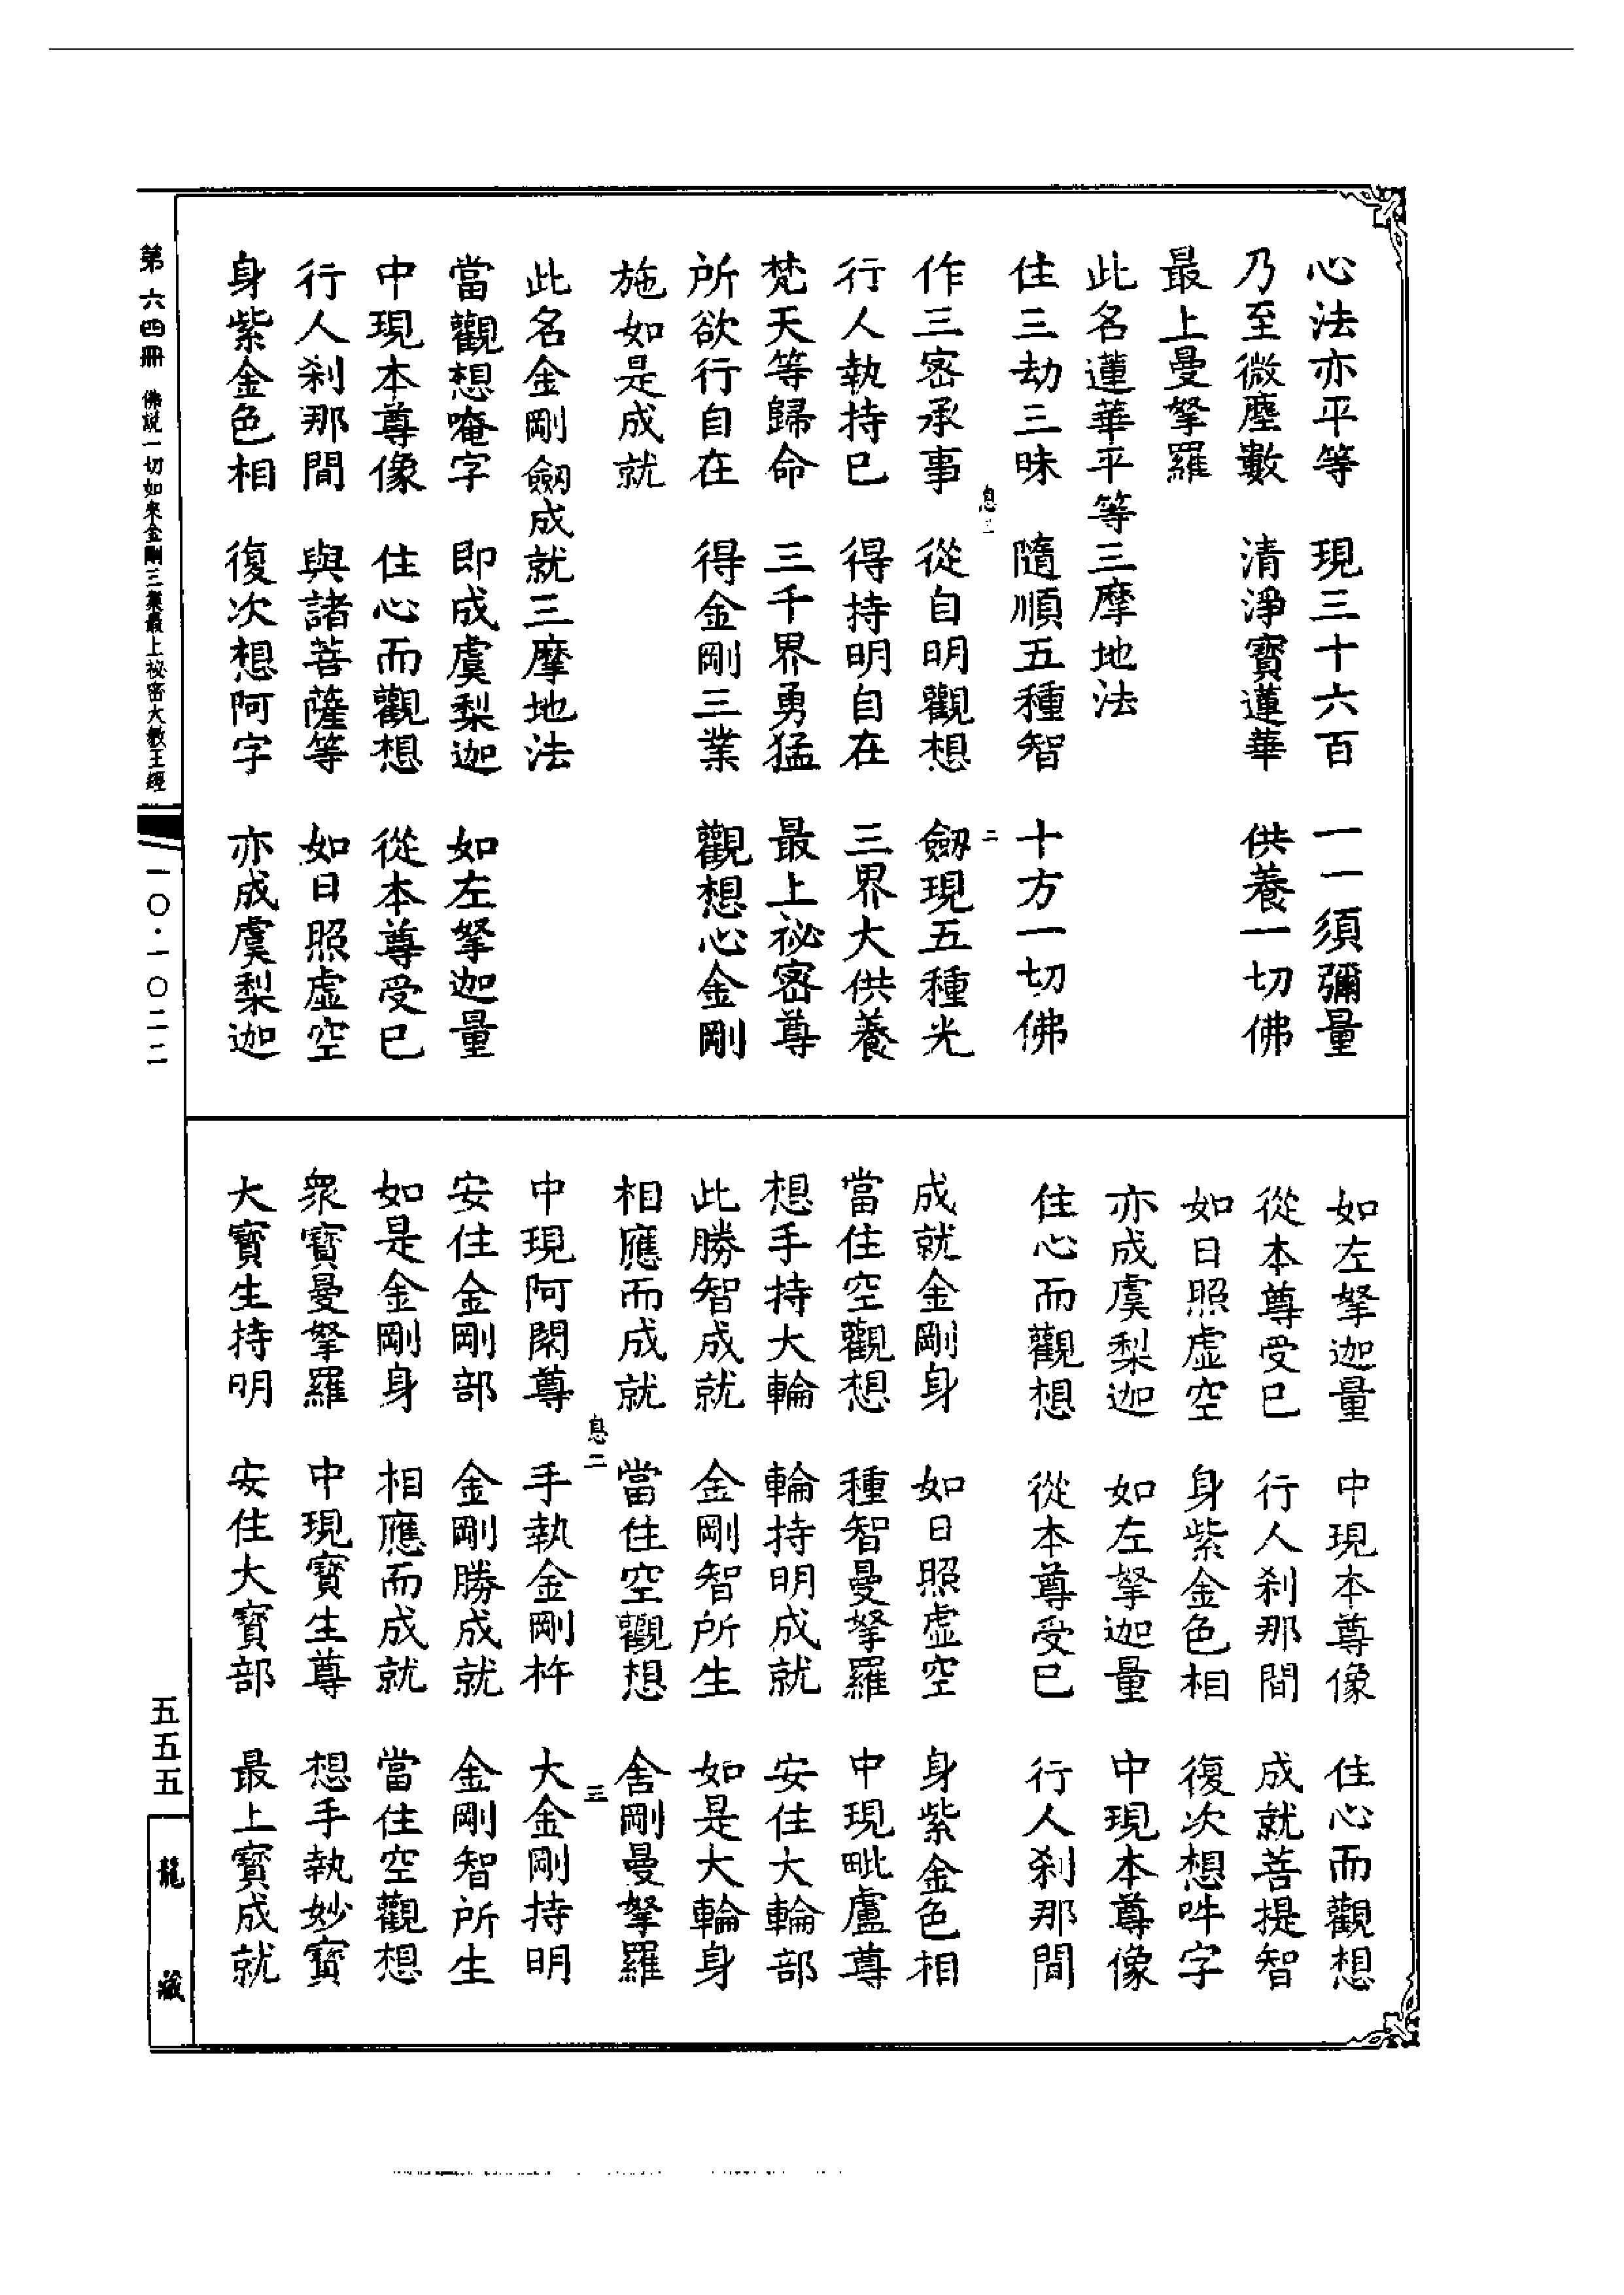 心法亦平等　現三十六百　一一須彌量
乃至微塵數　清淨寳蓮華　供養一切佛
最上曼拏羅
此名蓮華平等三摩地法
住三劫三昧　隨順五種智　十方一切佛
二
作三密承事　從自明觀想　劒現五種光
行人執持已　得持明自在　三界大供養
梵天等歸命　三千界勇猛　最上祕密尊
所欲行自在　得金剛三業　觀想心金剛
施如是成就
此名金剛劒成就三摩地法
當觀想唵字　即成虞梨迦　如左拏迦量
中現本尊像　住心而觀想　從本尊受已
行人刹那間　與諸菩薩等　如日照虛空
身紫金色相　復次想阿字　亦成虞梨迦
如左拏迦量　中現本尊像　住心而觀想
從本尊受已　行人刹那間　成就菩提智
如日照虛空　身紫金色相　復次想吽字
亦成虞梨迦　如左拏迦量　中現本尊像
住心而觀想　從本尊受已　行人刹那間
成就金剛身　如日照虛空　身紫金色相
當住空觀想　種智曼拏羅　中現毗盧尊
想手持大輪　輪持明成就　安住大輪部
此勝智成就　金剛智所生　如是大輪身
相應而成就　當住空觀想　舍剛曼拏羅
息二　三
中現阿閦尊　手執金剛杵　大金剛持明
安住金剛部　金剛勝成就　金剛智所生
如是金剛身　相應而成就　當住空觀想
衆寳曼拏羅　中現寳生尊　想手執妙寳
大寳生持明　安住大寳部　最上寳成就
第六四冊　佛説一切如來金剛三業最上祕密大教王經
一〇·一〇二二
五五五
龍藏